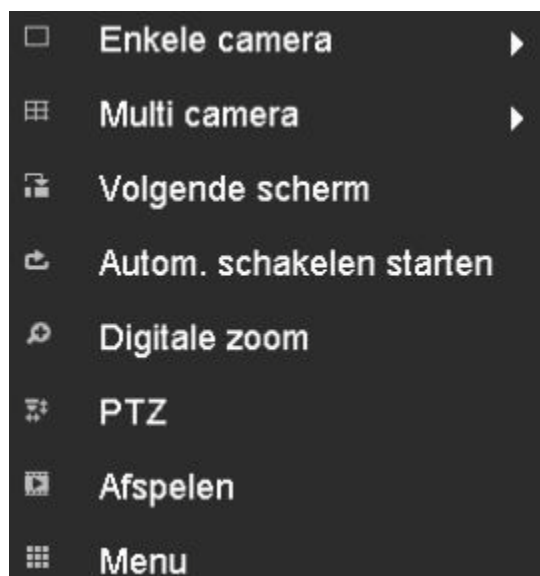 Enkele camera
Multi camera
Volgende scherm
Autom. schakelen starten
Digitale zoom
PTZ
Afspelen
Menu